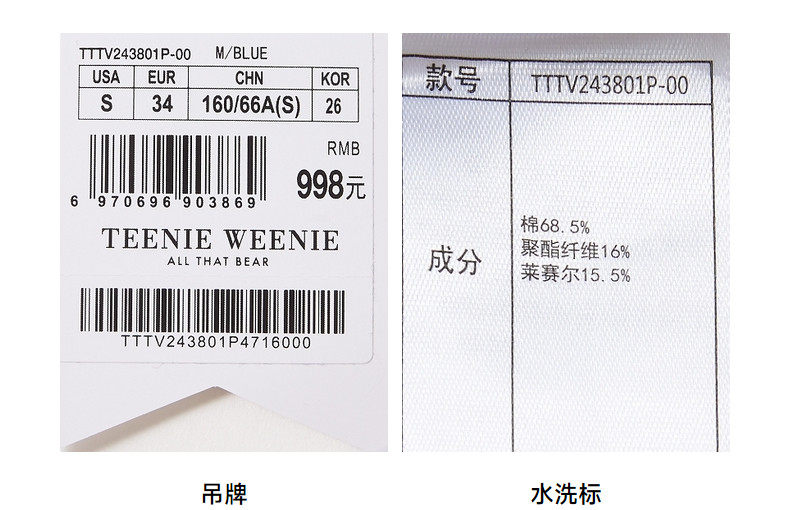 TTTV243801P-00 M/BLUE
USA EUR CHN KOR
S 34 160/66A(S) 26
RMB
998元
6 970696 903869
TEENIE WEENIE
ALL THAT BEAR
TTTV243801P4716000
款号 TTTV243801P-00
成分
棉68.5%
聚酯纤维16%
莱赛尔15.5%
吊牌
水洗标